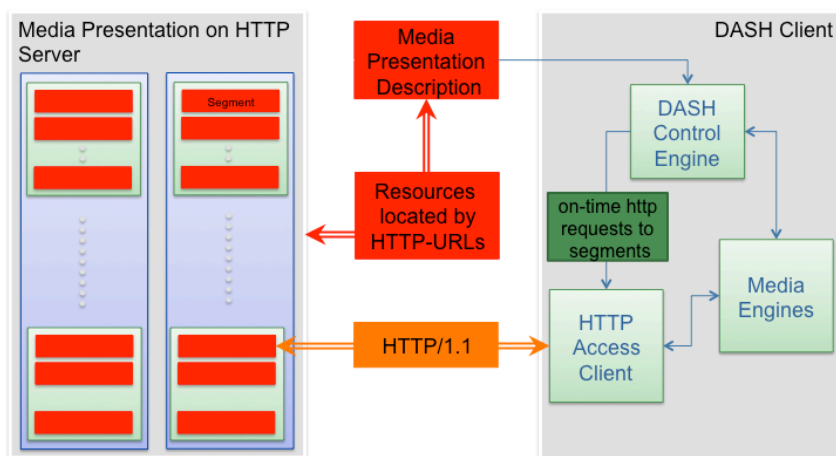 Media Presentation on HTTP
Server
Segment
Media
Presentation
Description
Resources
located by
HTTP-URLs
HTTP/1.1
DASH Client
DASH
Control
Engine
on-time http
requests to
segments
HTTP
Access
Client
Media
Engines